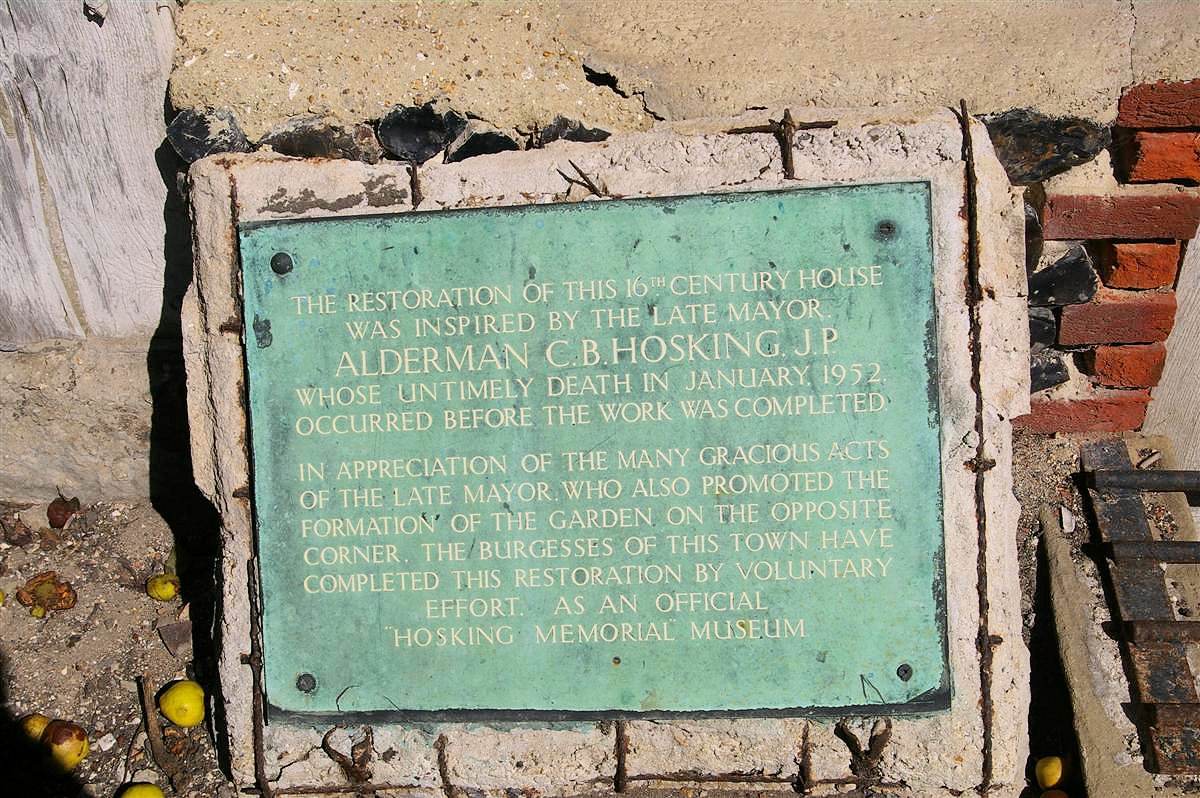 THE RESTORATION OF THIS 16TH CENTURY HOUSE
WAS INSPIRED BY THE LATE MAYOR.
ALDERMAN C.B.HOSKING, J.P.
WHOSE UNTIMELY DEATH IN JANUARY, 1952,
OCCURRED BEFORE THE WORK WAS COMPLETED.
IN APPRECIATION OF THE MANY GRACIOUS ACTS
OF THE LATE MAYOR, WHO ALSO PROMOTED THE
FORMATION OF THE GARDEN ON THE OPPOSITE
CORNER. THE BURGESSES OF THIS TOWN HAVE
COMPLETED THIS RESTORATION BY VOLUNTARY
EFFORT. AS AN OFFICIAL
"HOSKING MEMORIAL" MUSEUM